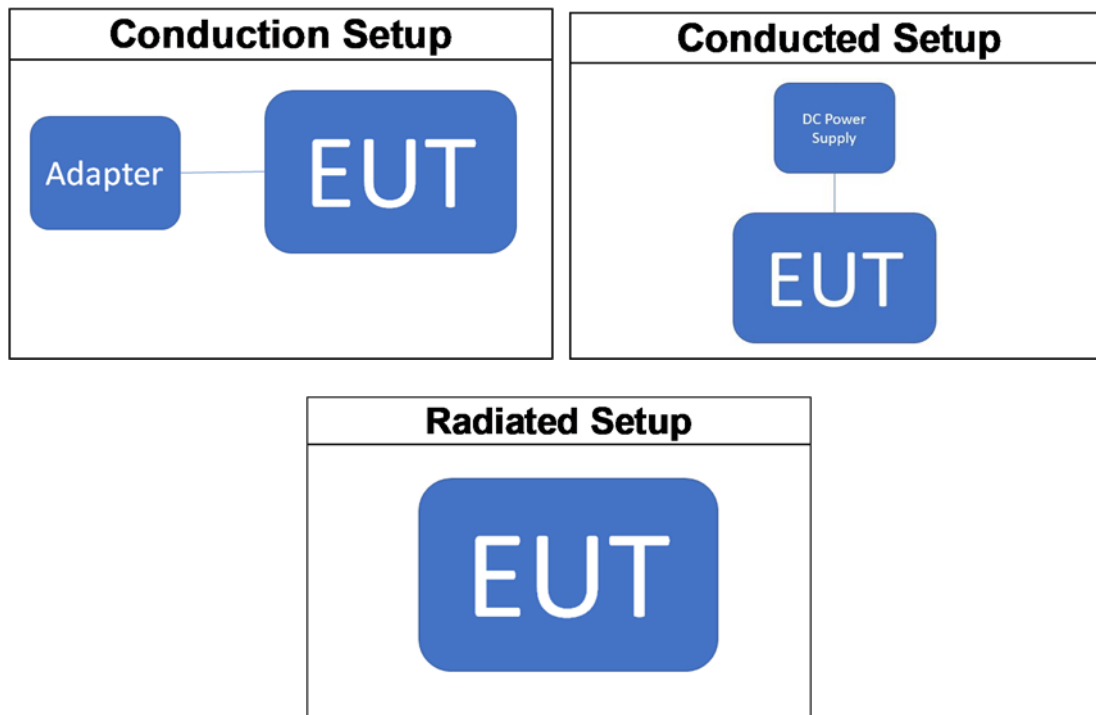 Conduction Setup
Adapter
EUT
Conducted Setup
DC Power
Supply
EUT
Radiated Setup
EUT